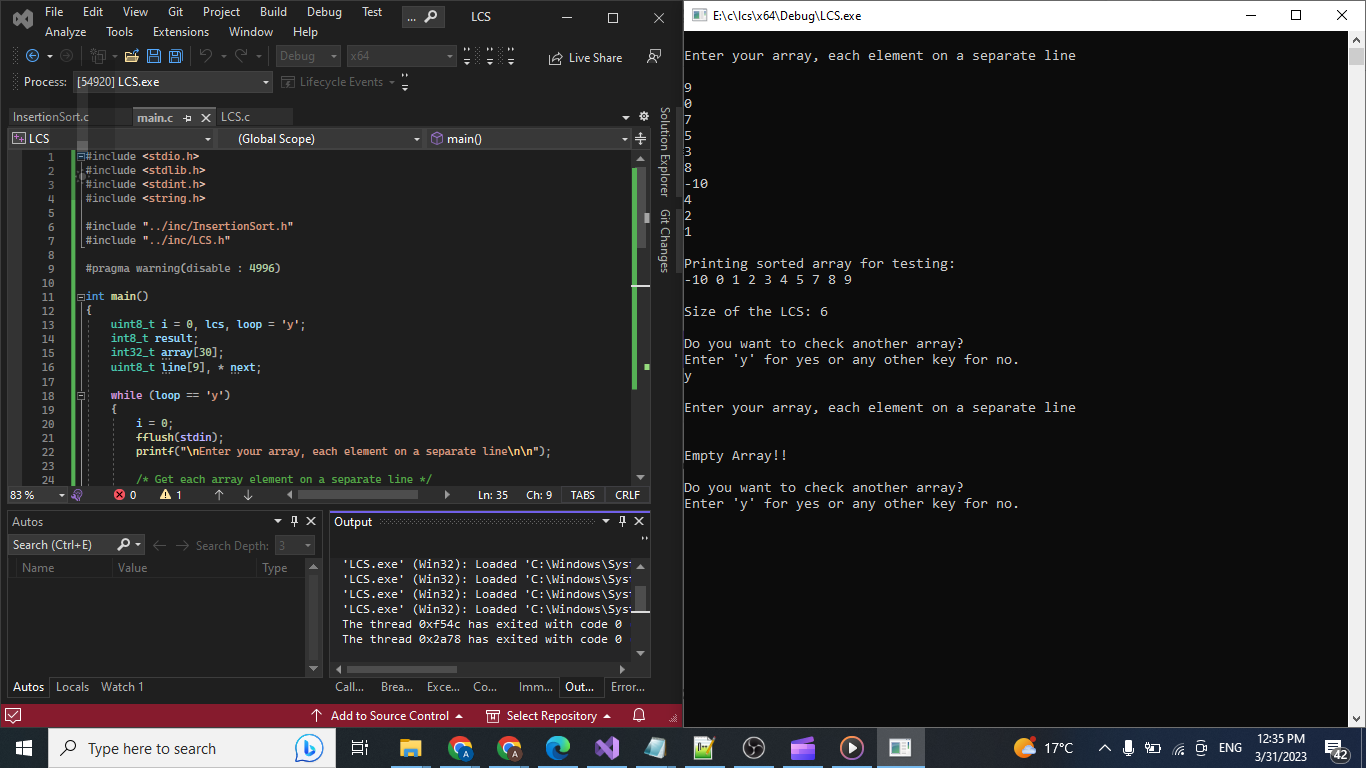 File Edit View Git Project Build Debug Test ... LCS
Analyze Tools Extensions Window Help
Debug x64 Live Share
Process: [54920] LCS.exe Lifecycle Events
InsertionSort.c main.c LCS.c
LCS (Global Scope) main()
1 #include <stdio.h>
2 #include <stdlib.h>
3 #include <stdint.h>
4 #include <string.h>
5
6 #include "../inc/InsertionSort.h"
7 #include "../inc/LCS.h"
8
9 #pragma warning(disable : 4996)
10
11 int main()
12 {
13 uint8_t i = 0, lcs, loop = 'y';
14 int8_t result;
15 int32_t array[30];
16 uint8_t line[9], * next;
17
18 while (loop == 'y')
19 {
20 i = 0;
21 fflush(stdin);
22 printf("\nEnter your array, each element on a separate line\n\n");
23
24 /* Get each array element on a separate line */
Solution Explorer
Git Changes
83 % 0 1 Ln: 35 Ch: 9 TABS CRLF
Autos
Search (Ctrl+E) Search Depth: 3
Name Value Type
Autos Locals Watch 1
Output
'LCS.exe' (Win32): Loaded 'C:\Windows\Sys
'LCS.exe' (Win32): Loaded 'C:\Windows\Sys
'LCS.exe' (Win32): Loaded 'C:\Windows\Sys
'LCS.exe' (Win32): Loaded 'C:\Windows\Sys
The thread 0xf54c has exited with code 0
The thread 0x2a78 has exited with code 0
Call... Brea... Exce... Co... Imm... Out... Error...
Add to Source Control Select Repository
E:\c\lcs\x64\Debug\LCS.exe
Enter your array, each element on a separate line
9
0
7
5
3
8
-10
4
2
1
Printing sorted array for testing:
-10 0 1 2 3 4 5 7 8 9
Size of the LCS: 6
Do you want to check another array?
Enter 'y' for yes or any other key for no.
y
Enter your array, each element on a separate line
Empty Array!!
Do you want to check another array?
Enter 'y' for yes or any other key for no.
Type here to search
17°C ENG 12:35 PM
3/31/2023 42